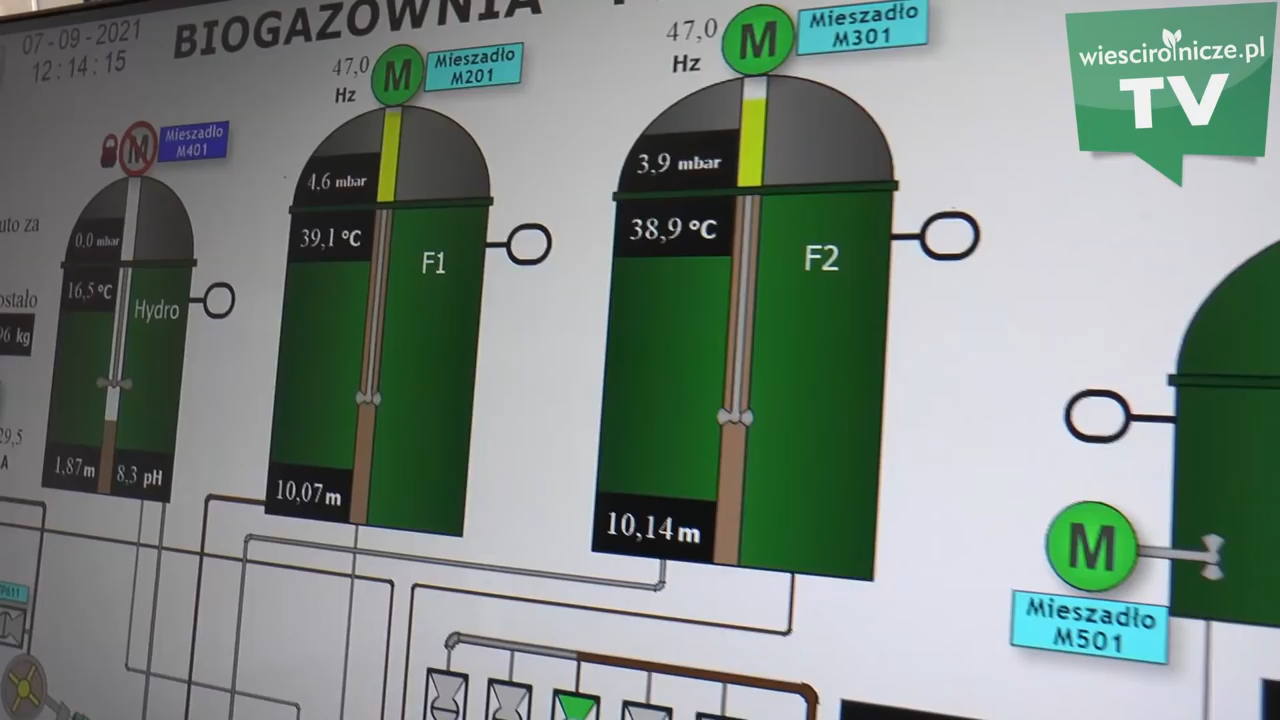 07-09-2021
12:14:15
BIOGAZOWNIA
47,0
Hz
M
Mieszadło
M201
47,0
Hz
M
Mieszadło
M301
wiescirolnicze.pl
TV
M
Mieszadło
M401
0,0 mbar
16,5 °C
Hydro
1,87 m
8,3 pH
4,6 mbar
39,1 °C
F1
10,07 m
3,9 mbar
38,9 °C
F2
10,14 m
uto za
ostało
96 kg
29,5
A
M
Mieszadło
M501